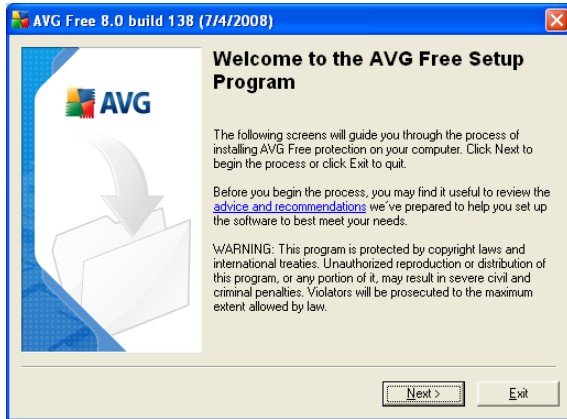 AVG Free 8.0 build 138 (7/4/2008)
AVG
Welcome to the AVG Free Setup
Program
The following screens will guide you through the process of
installing AVG Free protection on your computer. Click Next to
begin the process or click Exit to quit.
Before you begin the process, you may find it useful to review the
advice and recommendations we've prepared to help you set up
the software to best meet your needs.
WARNING: This program is protected by copyright laws and
international treaties. Unauthorized reproduction or distribution of
this program, or any portion of it, may result in severe civil and
criminal penalties. Violators will be prosecuted to the maximum
extent allowed by law.
Next >
Exit